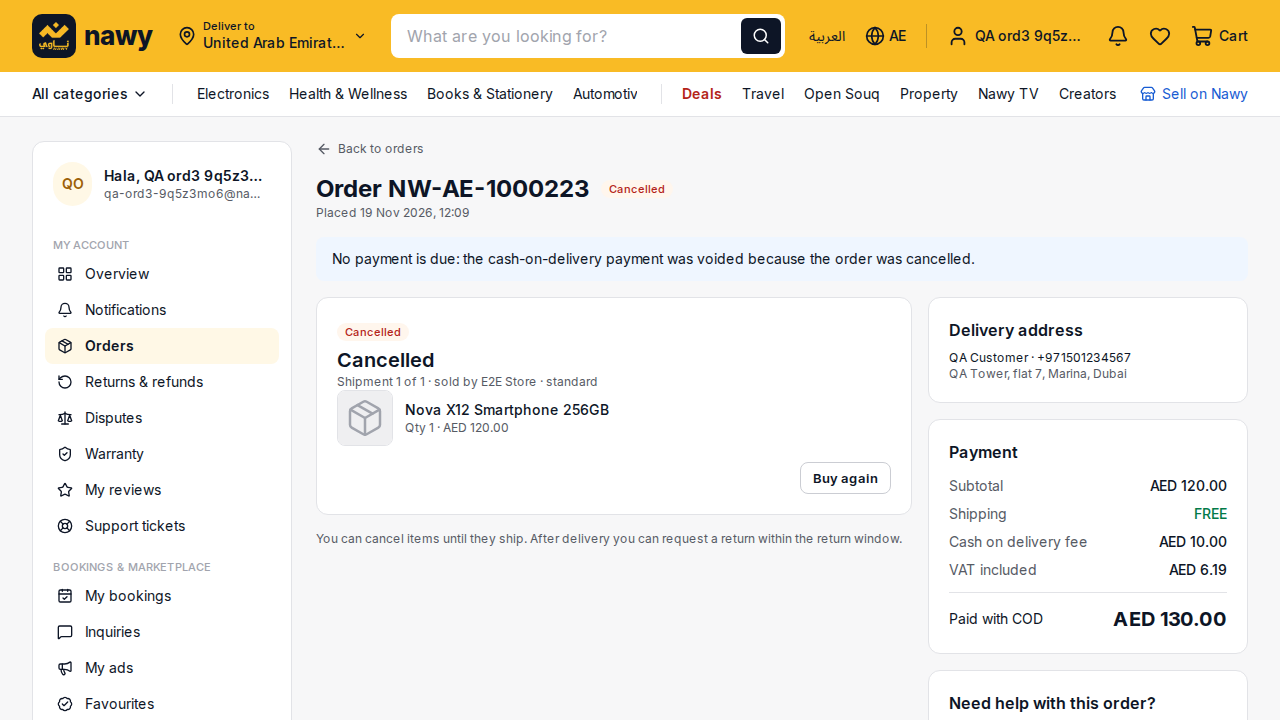 ناوي
nawy
Deliver to
United Arab Emirat...
What are you looking for?
العربية
AE
QA ord3 9q5z...
Cart
All categories
Electronics
Health & Wellness
Books & Stationery
Automotiv
Deals
Travel
Open Souq
Property
Nawy TV
Creators
Sell on Nawy
QO
Hala, QA ord3 9q5z3...
qa-ord3-9q5z3mo6@na...
MY ACCOUNT
Overview
Notifications
Orders
Returns & refunds
Disputes
Warranty
My reviews
Support tickets
BOOKINGS & MARKETPLACE
My bookings
Inquiries
My ads
Favourites
Back to orders
Order NW-AE-1000223
Cancelled
Placed 19 Nov 2026, 12:09
No payment is due: the cash-on-delivery payment was voided because the order was cancelled.
Cancelled
Cancelled
Shipment 1 of 1 · sold by E2E Store · standard
Nova X12 Smartphone 256GB
Qty 1 · AED 120.00
Buy again
You can cancel items until they ship. After delivery you can request a return within the return window.
Delivery address
QA Customer · +971501234567
QA Tower, flat 7, Marina, Dubai
Payment
Subtotal AED 120.00
Shipping FREE
Cash on delivery fee AED 10.00
VAT included AED 6.19
Paid with COD AED 130.00
Need help with this order?